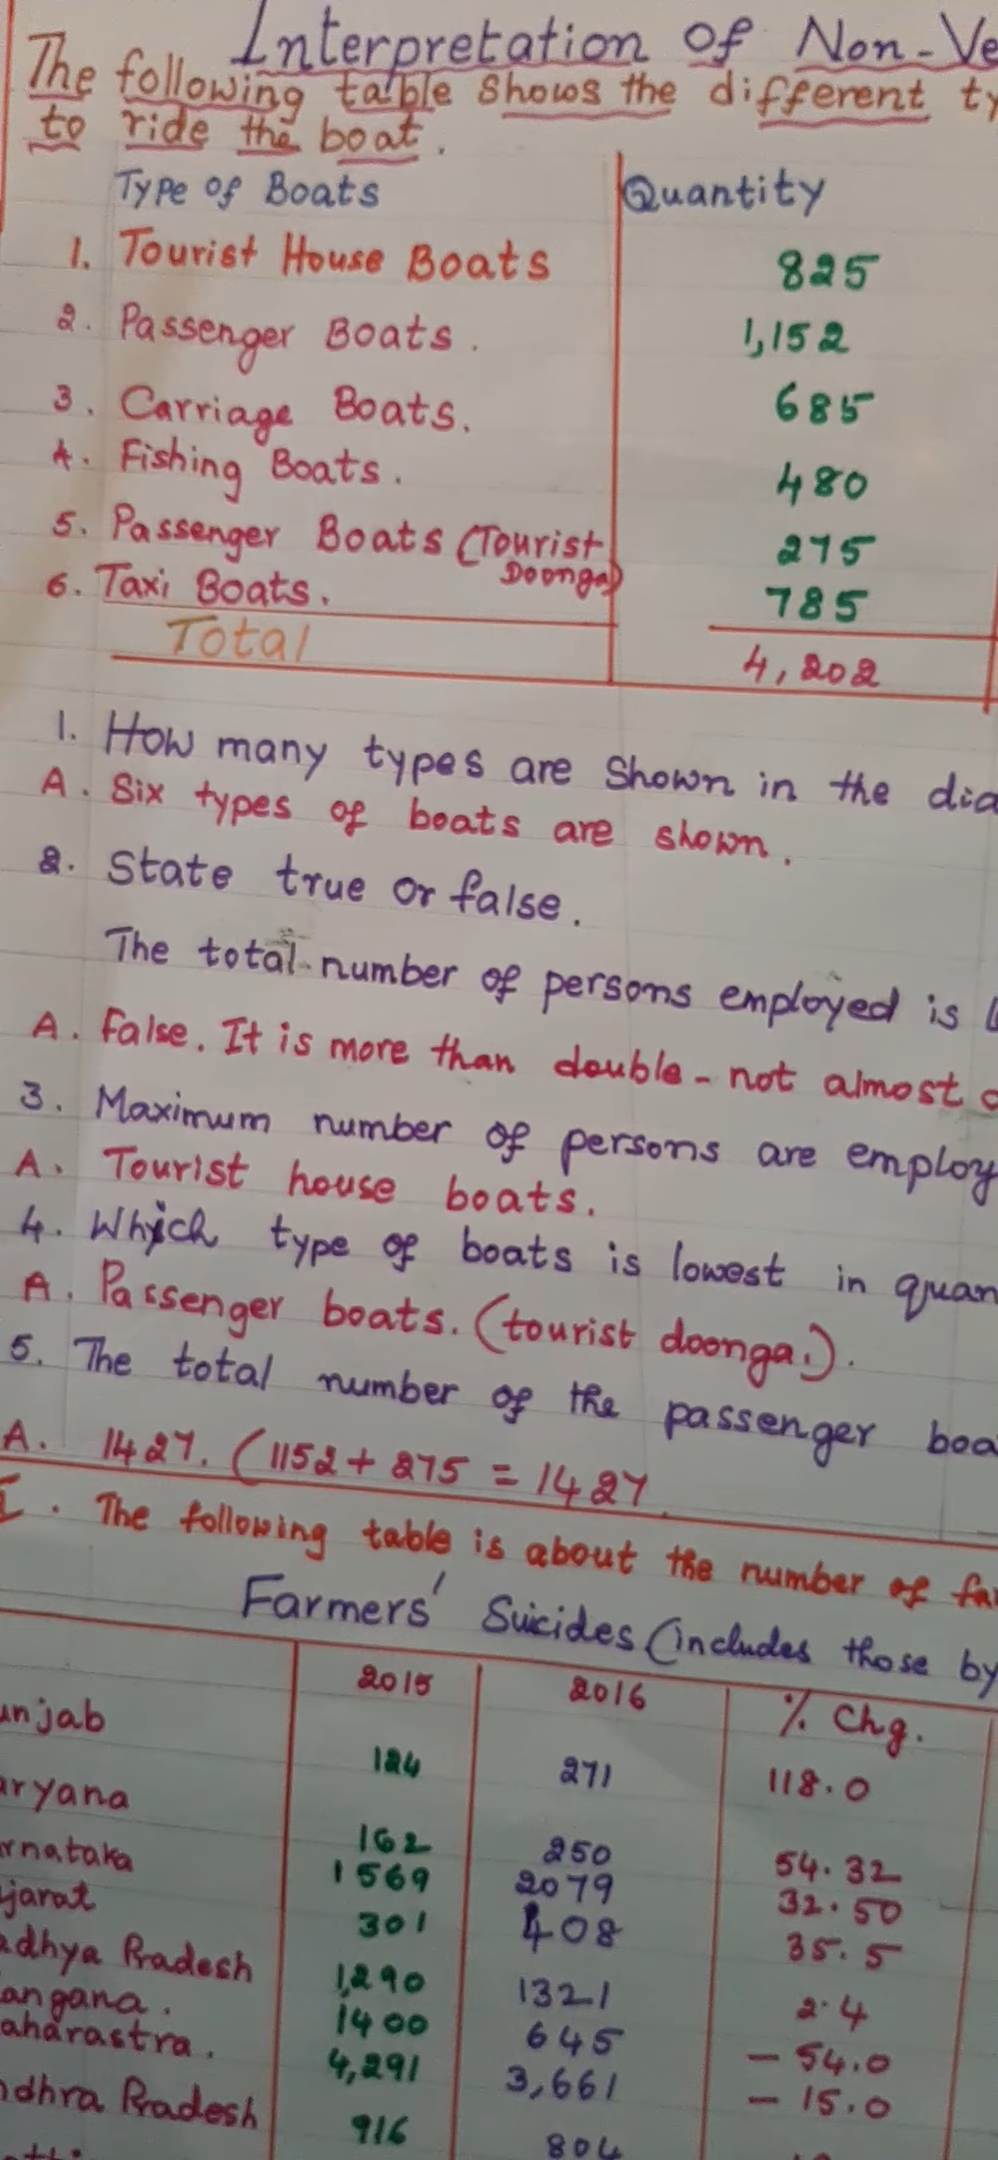 Interpretation of Non-Ve
The following table shows the different ty
to ride the boat.
Type of Boats Quantity
1. Tourist House Boats 825
2. Passenger Boats. 1,152
3. Carriage Boats. 685
4. Fishing Boats. 480
5. Passenger Boats (Tourist Doonga) 275
6. Taxi Boats. 785
Total 4,202
1. How many types are shown in the dia
A. Six types of boats are shown.
2. State true or false.
The total number of persons employed is
A. False. It is more than double - not almost
3. Maximum number of persons are employ
A. Tourist house boats.
4. Which type of boats is lowest in quan
A. Passenger boats. (tourist doonga.).
5. The total number of the passenger boa
A. 1427. (1152 + 275 = 1427
I. The following table is about the number of fa
Farmers' Suicides (includes those by
2015 2016 % Chg.
unjab 124 271 118.0
aryana 162 250 54.32
rnataka 1569 2079 32.50
jarat 301 408 35.5
adhya Pradesh 1,290 1321 2.4
angana. 1400 645 - 54.0
aharastra. 4,291 3,661 - 15.0
ndhra Pradesh 916 804